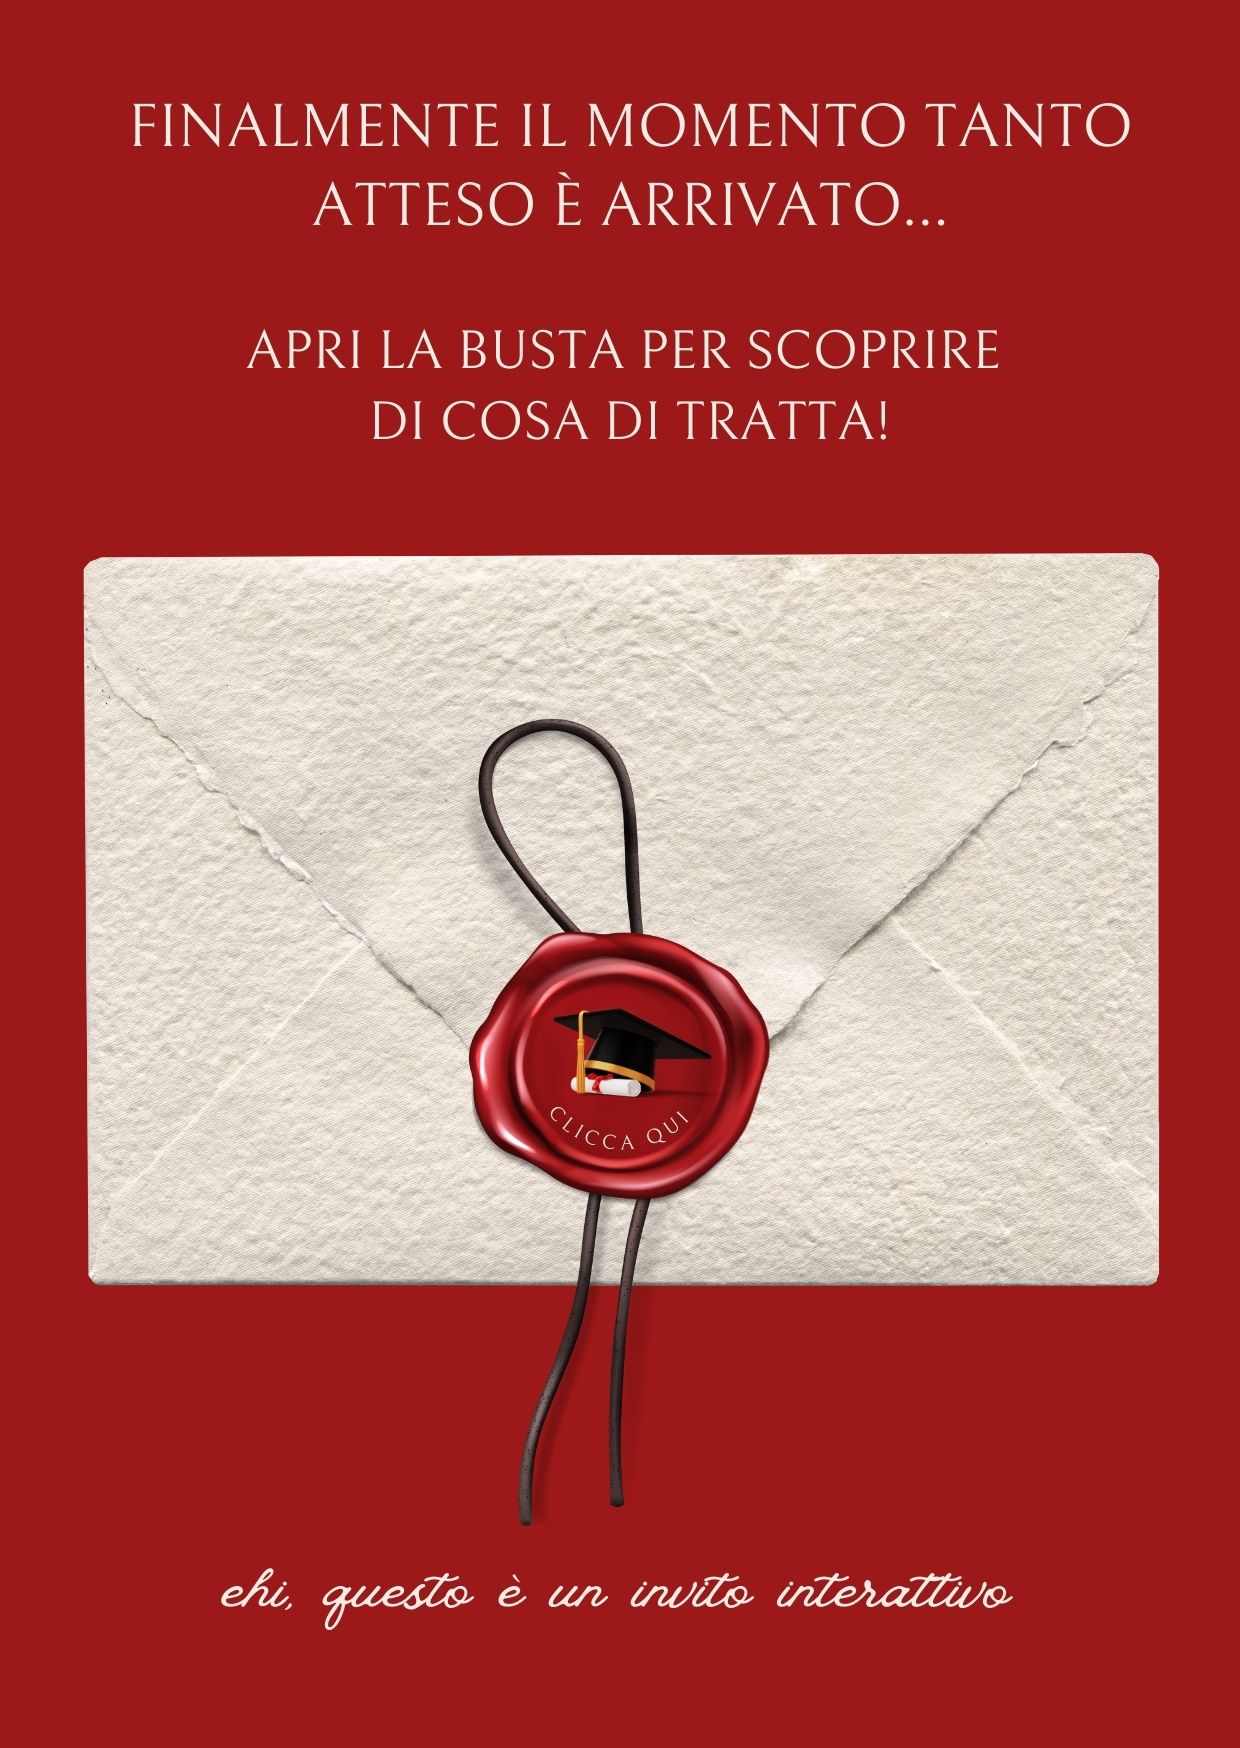 FINALMENTE IL MOMENTO TANTO
ATTESO È ARRIVATO...
APRI LA BUSTA PER SCOPRIRE
DI COSA DI TRATTA!
CLICCA QUI
ehi, questo è un invito interattivo